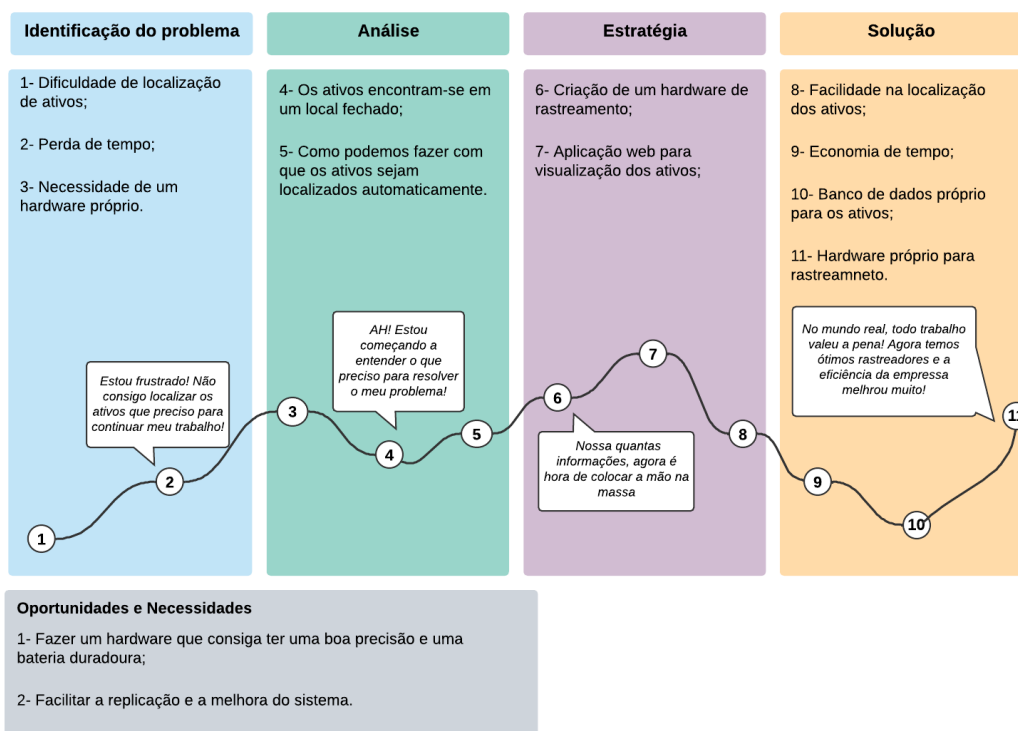 Identificação do problema
1- Dificuldade de localização
de ativos;
2- Perda de tempo;
3- Necessidade de um
hardware próprio.
Estou frustrado! Não
consigo localizar os
ativos que preciso para
continuar meu trabalho!
1
2
Análise
4- Os ativos encontram-se em
um local fechado;
5- Como podemos fazer com
que os ativos sejam
localizados automaticamente.
AH! Estou
começando a
entender o que
preciso para resolver
o meu problema!
3
4
5
Estratégia
6- Criação de um hardware de
rastreamento;
7- Aplicação web para
visualização dos ativos;
6
7
8
Nossa quantas
informações, agora é
hora de colocar a mão na
massa
Solução
8- Facilidade na localização
dos ativos;
9- Economia de tempo;
10- Banco de dados próprio
para os ativos;
11- Hardware próprio para
rastreamneto.
No mundo real, todo trabalho
valeu a pena! Agora temos
ótimos rastreadores e a
eficiência da empressa
melhrou muito!
9
10
11
Oportunidades e Necessidades
1- Fazer um hardware que consiga ter uma boa precisão e uma
bateria duradoura;
2- Facilitar a replicação e a melhora do sistema.